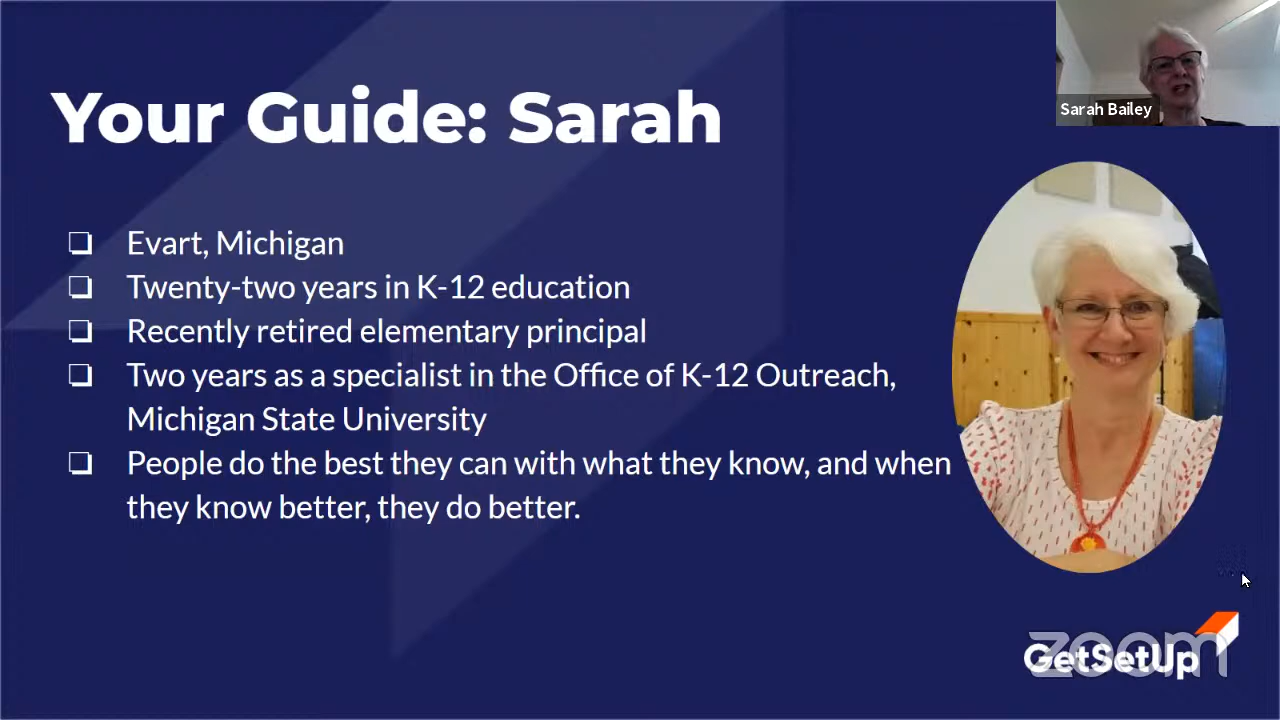 Sarah Bailey
Your Guide: Sarah
❏ Evart, Michigan
❏ Twenty-two years in K-12 education
❏ Recently retired elementary principal
❏ Two years as a specialist in the Office of K-12 Outreach,
Michigan State University
❏ People do the best they can with what they know, and when
they know better, they do better.
zoom
GetSetUp